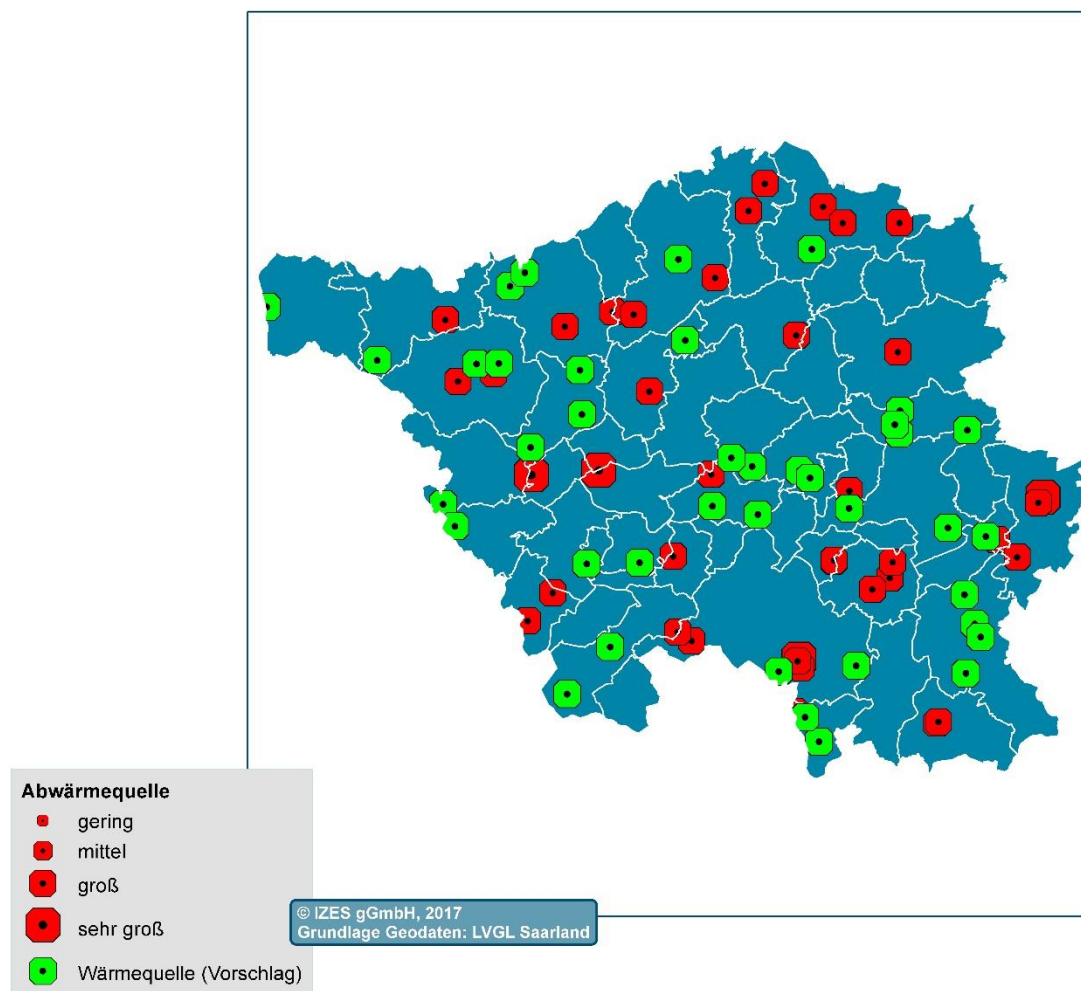 Abwärmequelle
gering
mittel
groß
sehr groß
Wärmequelle (Vorschlag)
© IZES gGmbH, 2017
Grundlage Geodaten: LVGL Saarland